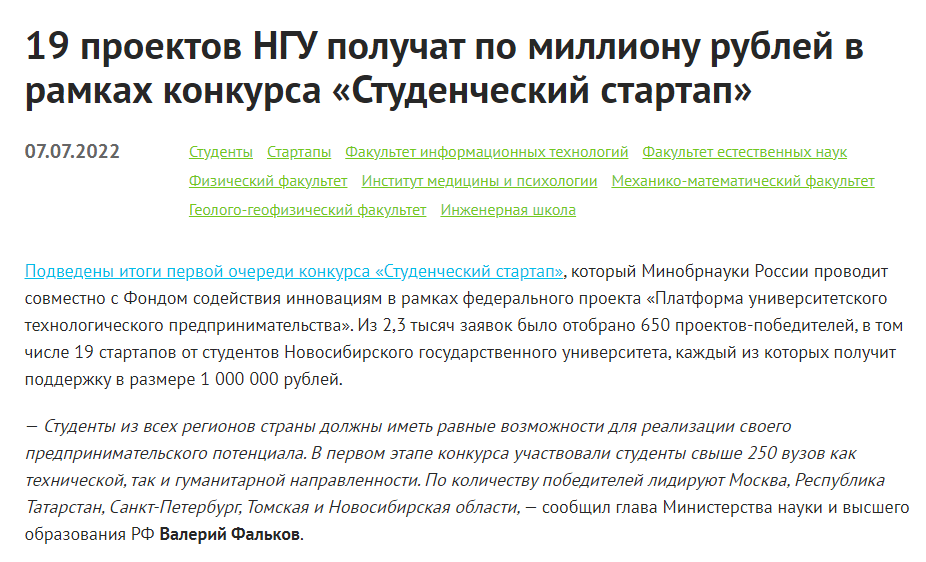 19 проектов НГУ получат по миллиону рублей в
рамках конкурса «Студенческий стартап»
07.07.2022
Студенты Стартапы Факультет информационных технологий Факультет естественных наук
Физический факультет Институт медицины и психологии Механико-математический факультет
Геолого-геофизический факультет Инженерная школа
Подведены итоги первой очереди конкурса «Студенческий стартап», который Минобрнауки России проводит
совместно с Фондом содействия инновациям в рамках федерального проекта «Платформа университетского
технологического предпринимательства». Из 2,3 тысяч заявок было отобрано 650 проектов-победителей, в том
числе 19 стартапов от студентов Новосибирского государственного университета, каждый из которых получит
поддержку в размере 1 000 000 рублей.
— Студенты из всех регионов страны должны иметь равные возможности для реализации своего
предпринимательского потенциала. В первом этапе конкурса участвовали студенты свыше 250 вузов как
технической, так и гуманитарной направленности. По количеству победителей лидируют Москва, Республика
Татарстан, Санкт-Петербург, Томская и Новосибирская области, — сообщил глава Министерства науки и высшего
образования РФ Валерий Фальков.